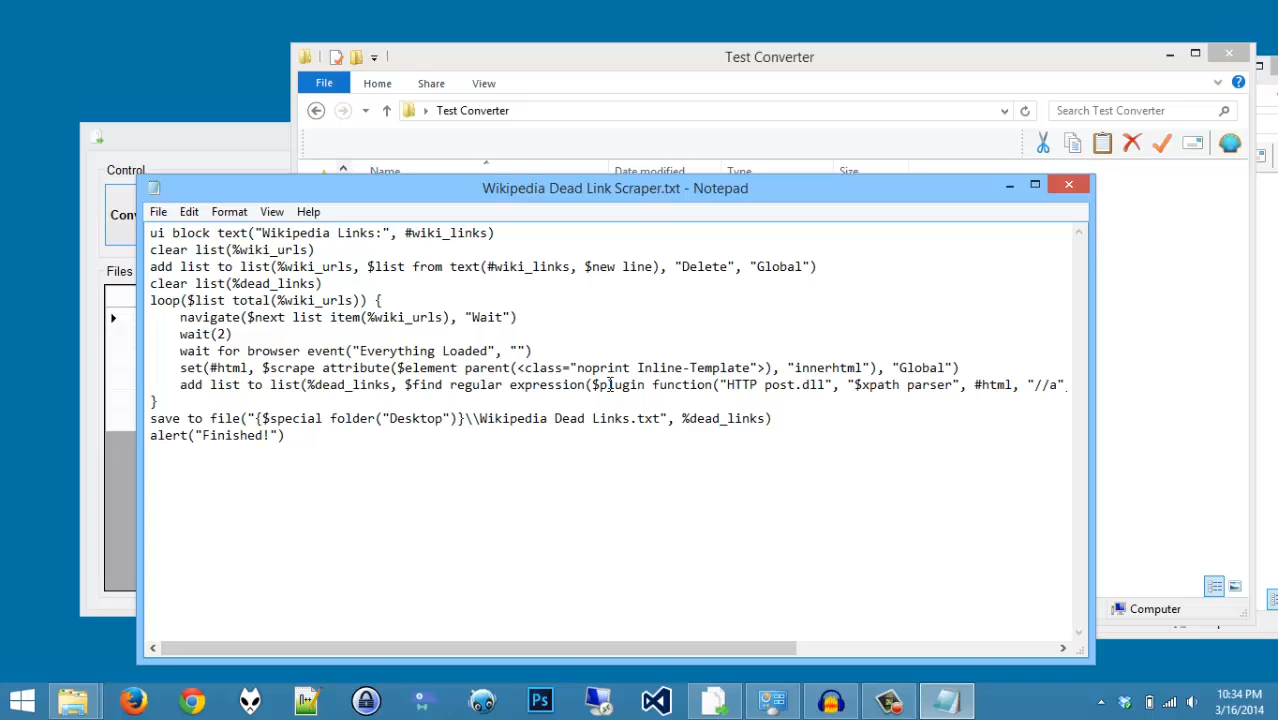 Test Converter
File Home Share View
Test Converter
Search Test Converter
Control
Name Date modified Type Size
Wikipedia Dead Link Scraper.txt - Notepad
Conv
File Edit Format View Help
Files
ui block text("Wikipedia Links:", #wiki_links)
clear list(%wiki_urls)
add list to list(%wiki_urls, $list from text(#wiki_links, $new line), "Delete", "Global")
clear list(%dead_links)
loop($list total(%wiki_urls)) {
navigate($next list item(%wiki_urls), "Wait")
wait(2)
wait for browser event("Everything Loaded", "")
set(#html, $scrape attribute($element parent(<class="noprint Inline-Template">), "innerhtml"), "Global")
add list to list(%dead_links, $find regular expression($plugin function("HTTP post.dll", "$xpath parser", #html, "//a"
}
save to file("{$special folder("Desktop")}\\Wikipedia Dead Links.txt", %dead_links)
alert("Finished!")
Computer
10:34 PM
3/16/2014